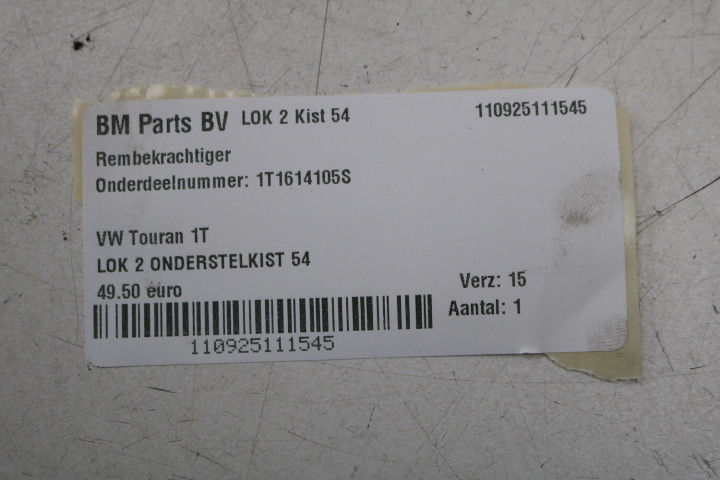 BM Parts BV LOK 2 Kist 54 110925111545
Rembekrachtiger
Onderdeelnummer: 1T1614105S
VW Touran 1T
LOK 2 ONDERSTELKIST 54
49.50 euro
Verz: 15
Aantal: 1
110925111545